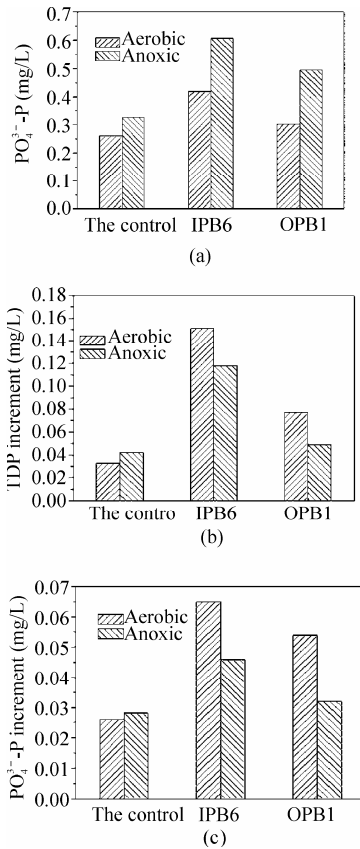 0.7
0.6
0.5
0.4
0.3
0.2
0.1
0.0
PO₄³⁻-P (mg/L)
Aerobic
Anoxic
The control IPB6 OPB1
(a)
0.18
0.16
0.14
0.12
0.10
0.08
0.06
0.04
0.02
0.00
TDP increment (mg/L)
Aerobic
Anoxic
The control IPB6 OPB1
(b)
0.07
0.06
0.05
0.04
0.03
0.02
0.01
0.00
PO₄³⁻-P increment (mg/L)
Aerobic
Anoxic
The control IPB6 OPB1
(c)